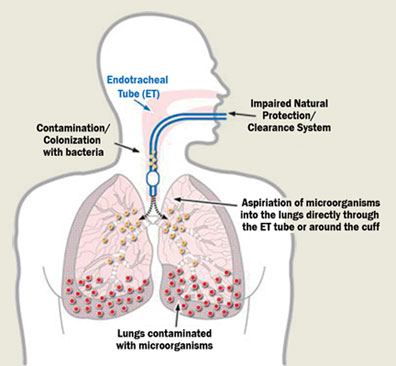 Endotracheal
Tube (ET)
Impaired Natural
Protection/
Clearance System
Contamination/
Colonization
with bacteria
Aspiriation of microorganisms
into the lungs directly through
the ET tube or around the cuff
Lungs contaminated
with microorganisms